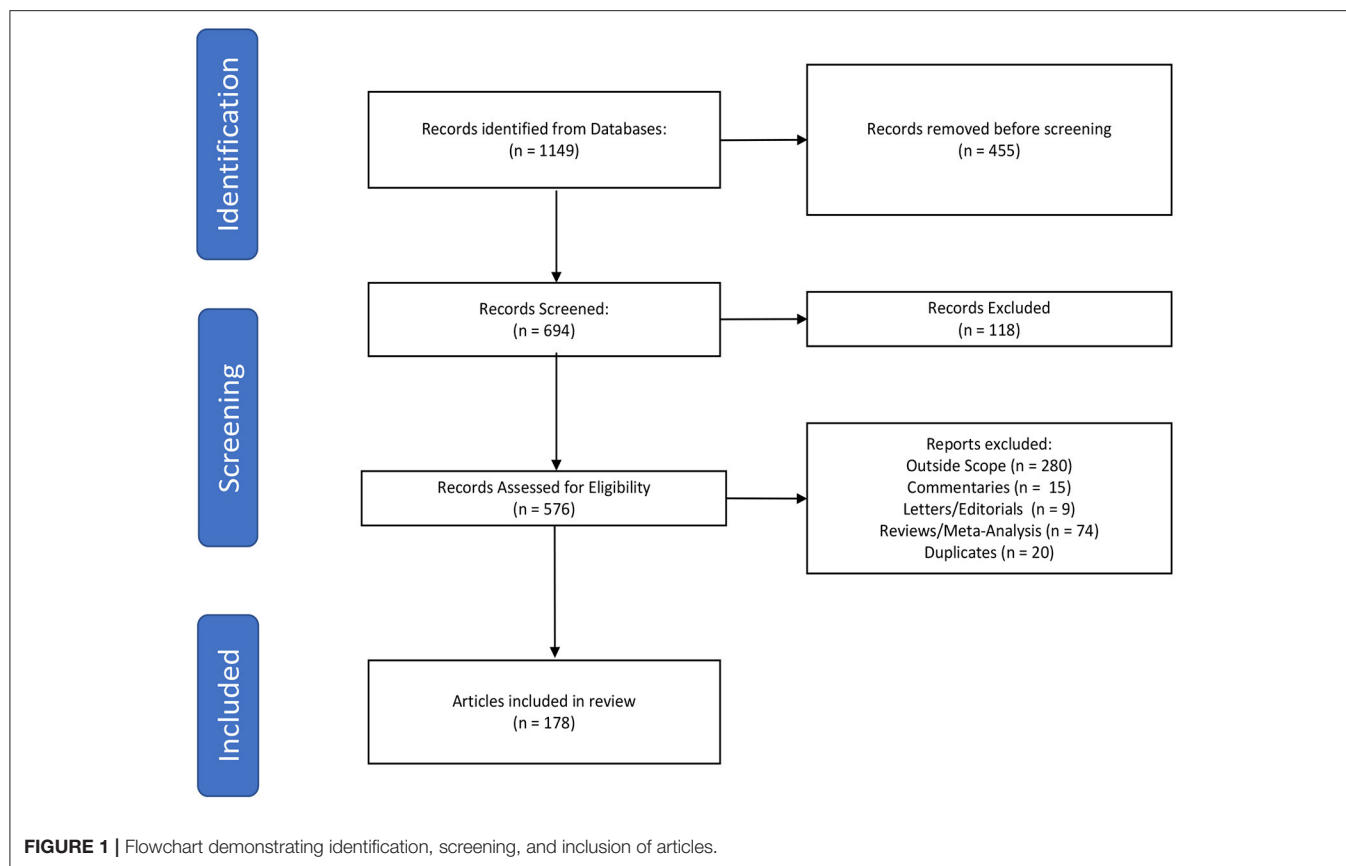 Identification
Records identified from Databases:
(n = 1149)
Records removed before screening
(n = 455)
Screening
Records Screened:
(n = 694)
Records Excluded
(n = 118)
Records Assessed for Eligibility
(n = 576)
Reports excluded:
Outside Scope (n = 280)
Commentaries (n = 15)
Letters/Editorials (n = 9)
Reviews/Meta-Analysis (n = 74)
Duplicates (n = 20)
Included
Articles included in review
(n = 178)
FIGURE 1 | Flowchart demonstrating identification, screening, and inclusion of articles.